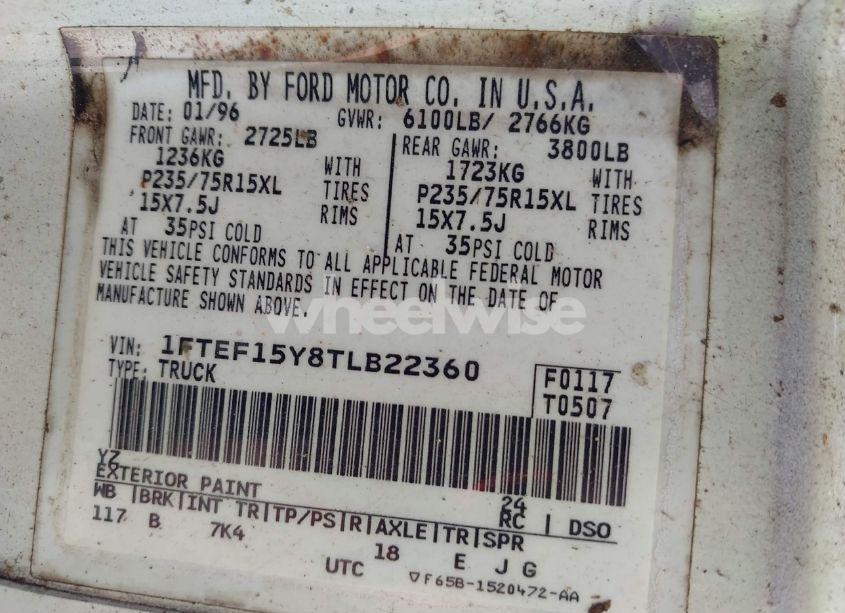 MFD. BY FORD MOTOR CO. IN U.S.A.
DATE: 01/96 GVWR: 6100LB/ 2766KG
FRONT GAWR: 2725LB REAR GAWR: 3800LB
1236KG WITH 1723KG WITH
P235/75R15XL TIRES P235/75R15XL TIRES
15X7.5J RIMS 15X7.5J RIMS
AT 35PSI COLD AT 35PSI COLD
THIS VEHICLE CONFORMS TO ALL APPLICABLE FEDERAL MOTOR
VEHICLE SAFETY STANDARDS IN EFFECT ON THE DATE OF
MANUFACTURE SHOWN ABOVE.
wheelwise
VIN: 1FTEF15Y8TLB22360 F0117
TYPE: TRUCK T0507
YZ
EXTERIOR PAINT 24
WB |BRK|INT TR|TP/PS|R|AXLE|TR|SPR RC | DSO
117 B 7K4 18 E J G
UTC ▽F65B-1520472-AA